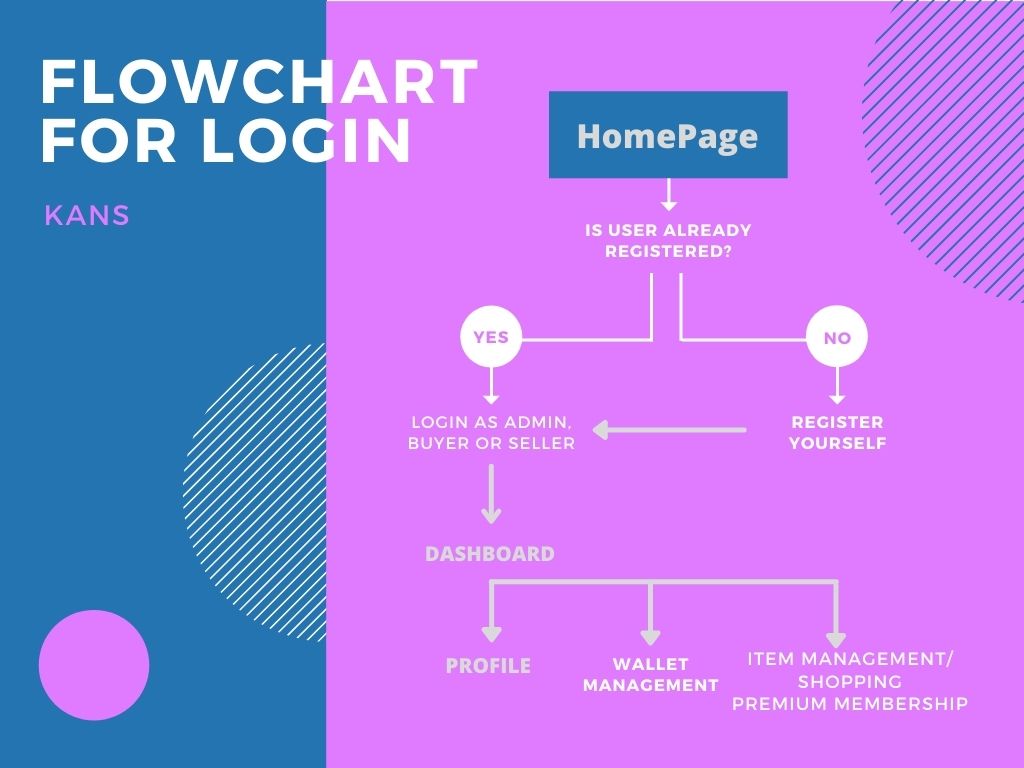 FLOWCHART
FOR LOGIN
KANS
HomePage
IS USER ALREADY
REGISTERED?
YES
NO
LOGIN AS ADMIN,
BUYER OR SELLER
REGISTER
YOURSELF
DASHBOARD
PROFILE
WALLET
MANAGEMENT
ITEM MANAGEMENT/
SHOPPING
PREMIUM MEMBERSHIP